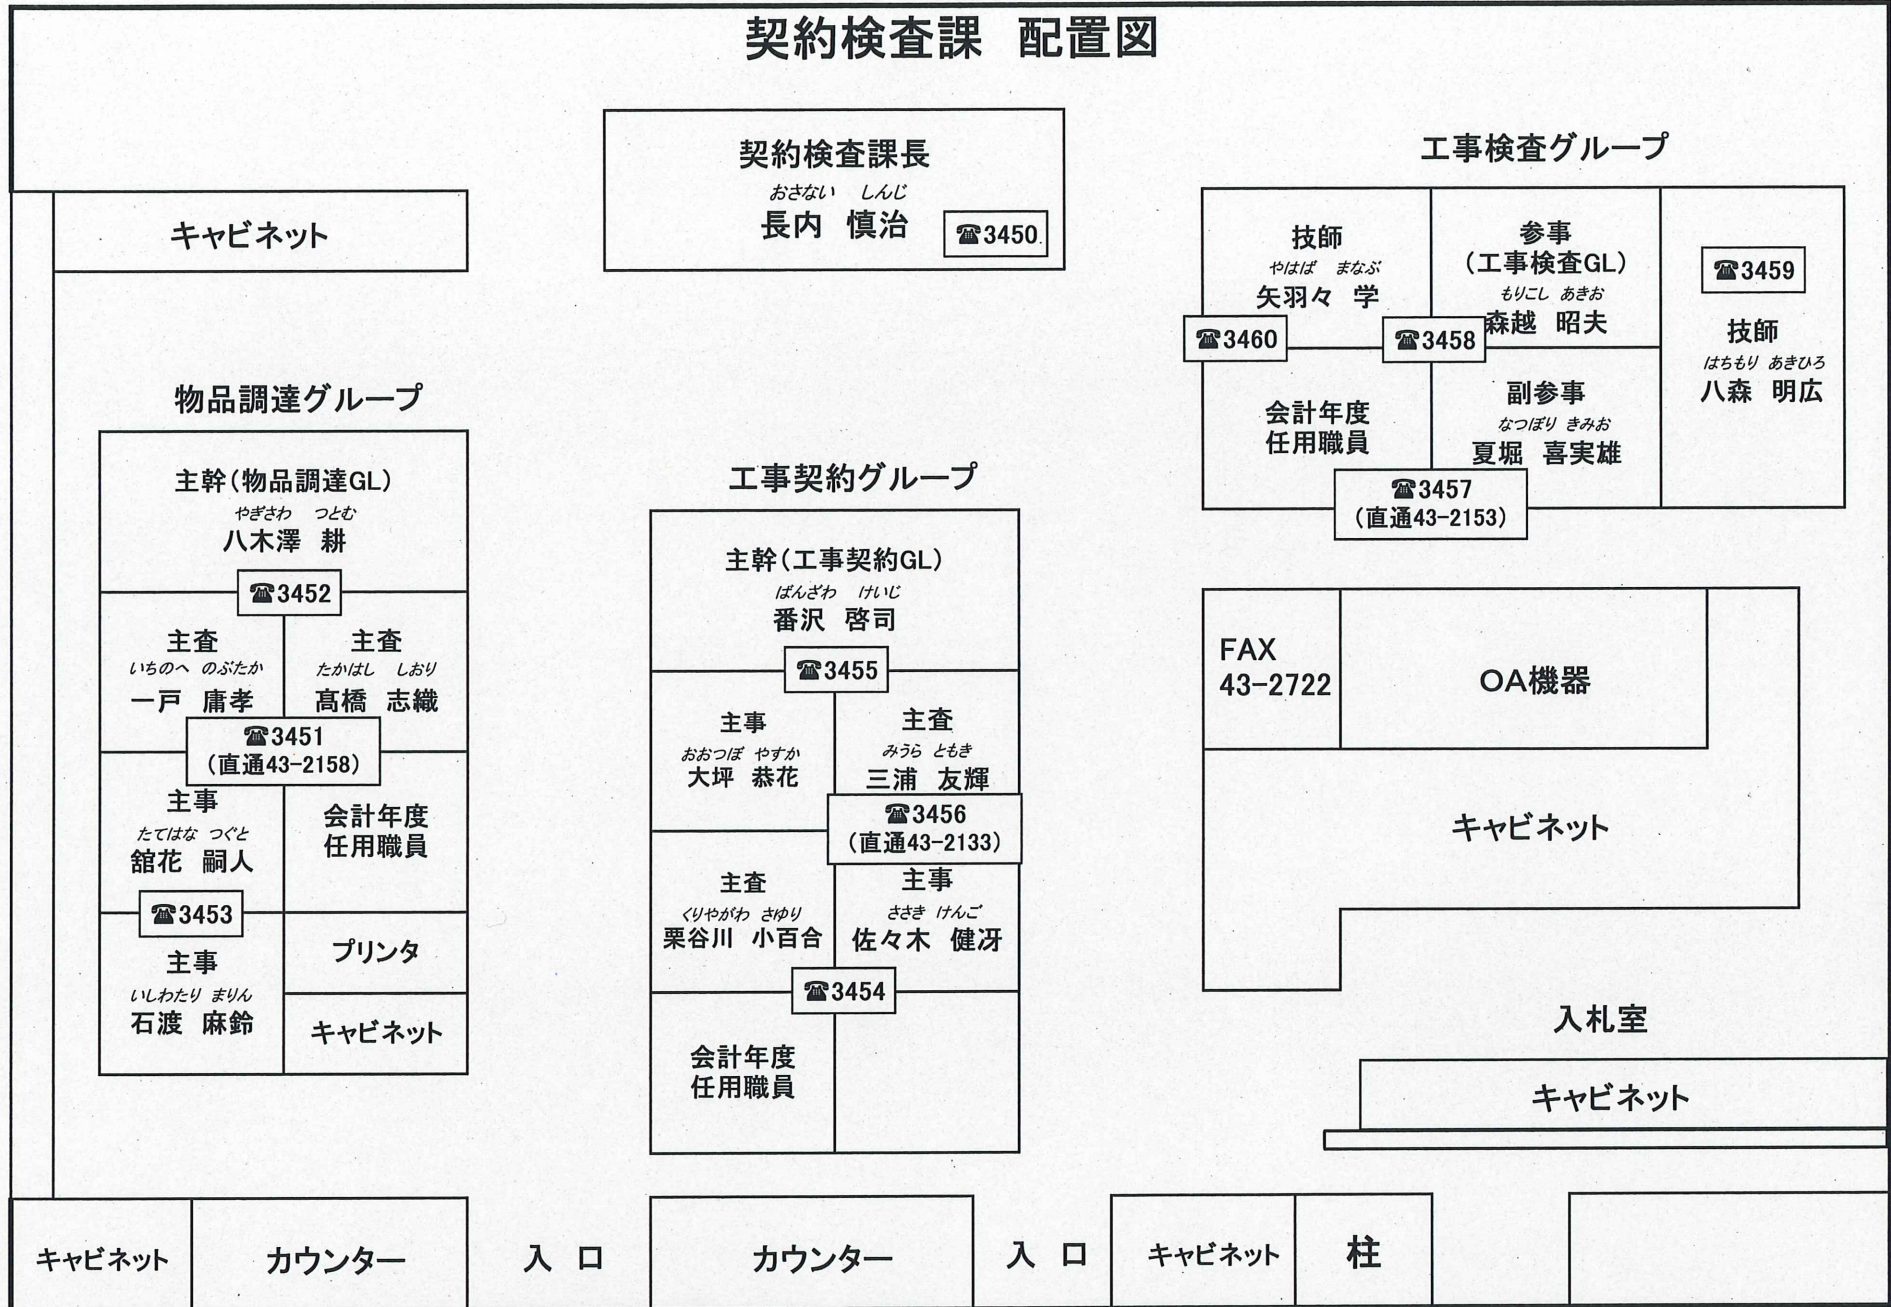 契約検査課 配置図
契約検査課長
おさない しんじ
長内 慎治
☎3450
キャビネット
物品調達グループ
主幹(物品調達GL)
やぎさわ つとむ
八木澤 耕
☎3452
主査
いちのへ のぶたか
一戸 庸孝
主査
たかはし しおり
髙橋 志織
☎3451
(直通43-2158)
主事
たてはな つぐと
舘花 嗣人
会計年度
任用職員
☎3453
主事
いしわたり まりん
石渡 麻鈴
プリンタ
キャビネット
工事契約グループ
主幹(工事契約GL)
ばんざわ けいじ
番沢 啓司
☎3455
主事
おおつぼ やすか
大坪 恭花
主査
みうら ともき
三浦 友輝
☎3456
(直通43-2133)
主査
くりやがわ さゆり
栗谷川 小百合
主事
ささき けんご
佐々木 健冴
☎3454
会計年度
任用職員
工事検査グループ
技師
やはば まなぶ
矢羽々 学
参事
(工事検査GL)
もりこし あきお
森越 昭夫
☎3459
技師
はちもり あきひろ
八森 明広
☎3460
☎3458
会計年度
任用職員
副参事
なつぼり きみお
夏堀 喜実雄
☎3457
(直通43-2153)
FAX
43-2722
OA機器
キャビネット
入札室
キャビネット
キャビネット
カウンター
入 口
カウンター
入 口
キャビネット
柱